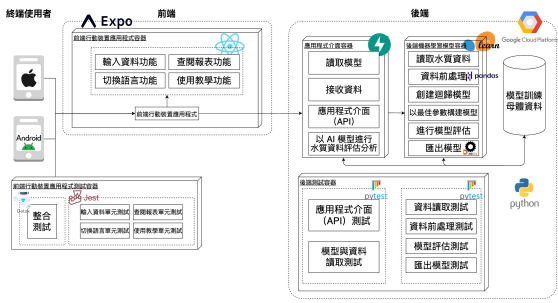 終端使用者
前端
後端
Expo
前端行動裝置應用程式容器
輸入資料功能
查閱報表功能
切換語言功能
使用教學功能
前端行動裝置應用程式
Android
前端行動裝置應用程式測試容器
Detox
整合
測試
Jest
輸入資料單元測試
查閱報表單元測試
切換語言單元測試
使用教學單元測試
應用程式介面容器
讀取模型
接收資料
應用程式介面
（API）
以 AI 模型進行
水質資料評估分析
後端機器學習模型容器
learn
讀取水質資料
資料前處理
pandas
創建迴歸模型
以最佳參數構建模型
進行模型評估
匯出模型
Google Cloud Platform
模型訓練
母體資料
python
後端測試容器
pytest
應用程式介面
（API）測試
模型與資料
讀取測試
pytest
資料讀取測試
資料前處理測試
模型評估測試
匯出模型測試